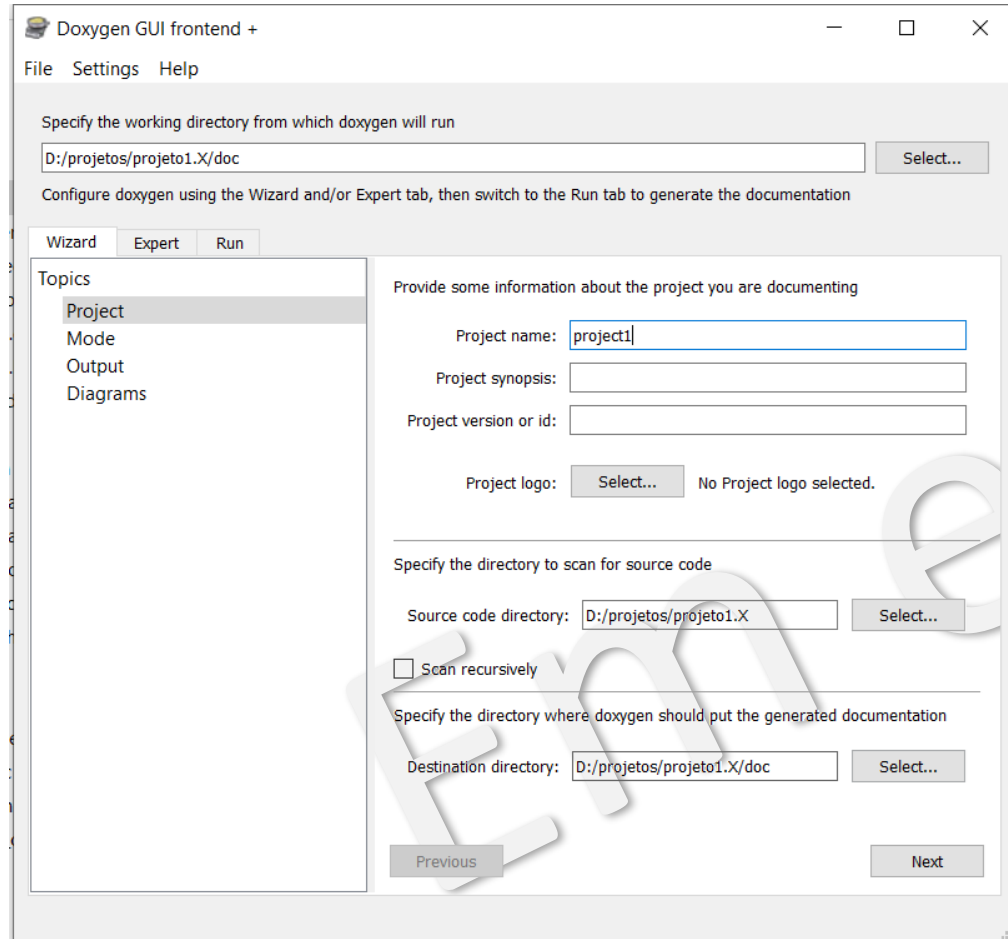 Doxygen GUI frontend +
File Settings Help
Specify the working directory from which doxygen will run
D:/projetos/projeto1.X/doc Select...
Configure doxygen using the Wizard and/or Expert tab, then switch to the Run tab to generate the documentation
Wizard Expert Run
Topics
Project
Mode
Output
Diagrams
Provide some information about the project you are documenting
Project name: project1
Project synopsis:
Project version or id:
Project logo: Select... No Project logo selected.
Specify the directory to scan for source code
Source code directory: D:/projetos/projeto1.X Select...
Scan recursively
Specify the directory where doxygen should put the generated documentation
Destination directory: D:/projetos/projeto1.X/doc Select...
Previous Next
Em e